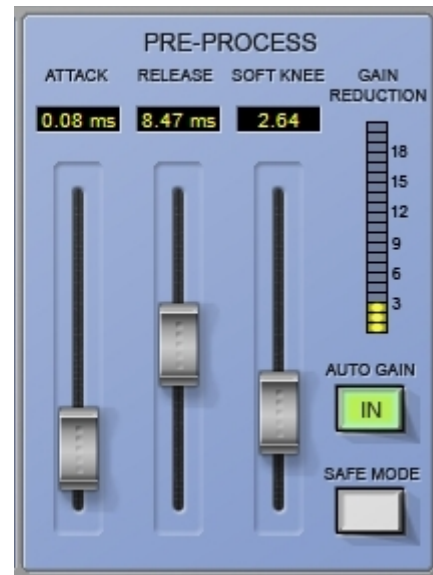 PRE-PROCESS
ATTACK RELEASE SOFT KNEE GAIN
REDUCTION
0.08 ms 8.47 ms 2.64
18
15
12
9
6
3
AUTO GAIN
IN
SAFE MODE